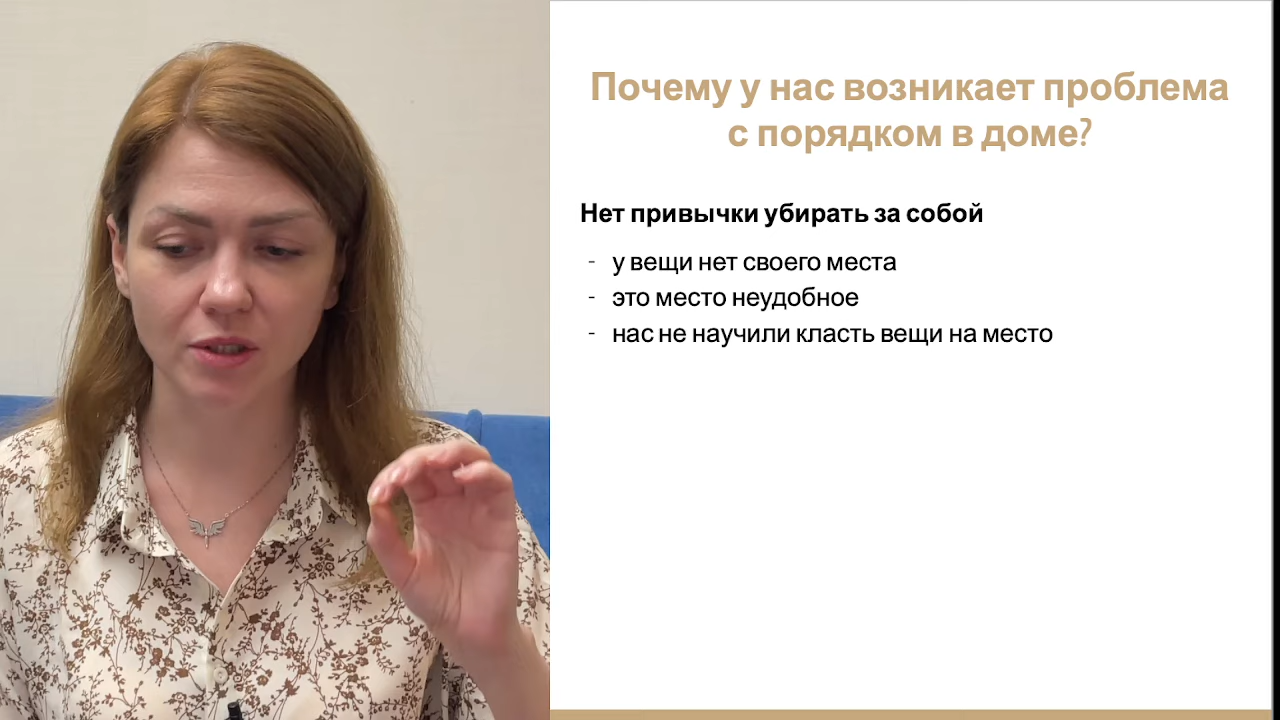 Почему у нас возникает проблема
с порядком в доме?
Нет привычки убирать за собой
- у вещи нет своего места
- это место неудобное
- нас не научили класть вещи на место